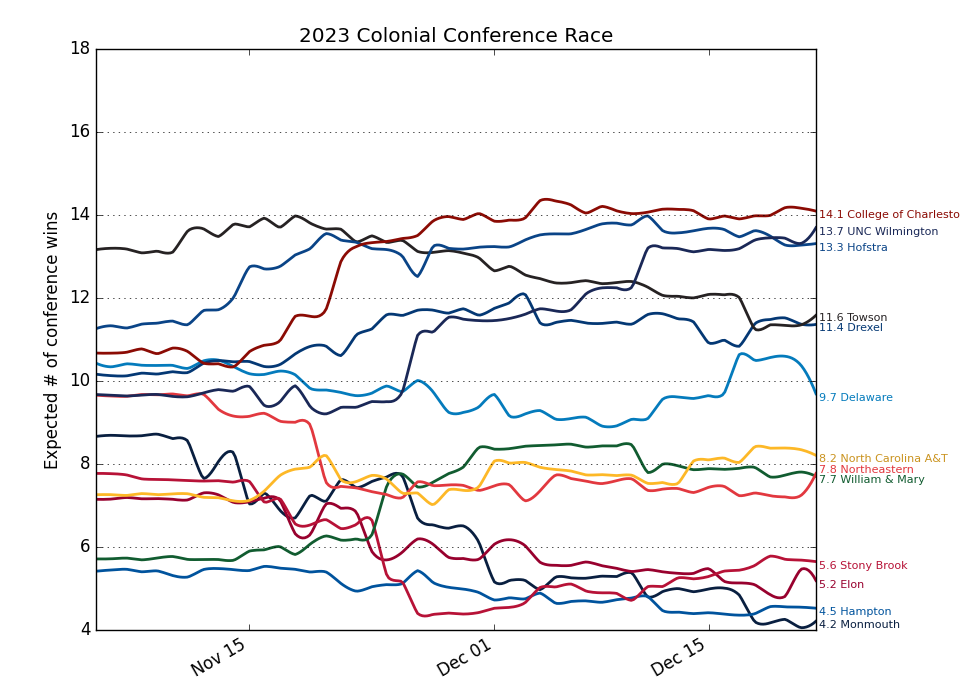 2023 Colonial Conference Race
Expected # of conference wins
18
16
14
12
10
8
6
4
Nov 15
Dec 01
Dec 15
14.1 College of Charlesto
13.7 UNC Wilmington
13.3 Hofstra
11.6 Towson
11.4 Drexel
9.7 Delaware
8.2 North Carolina A&T
7.8 Northeastern
7.7 William & Mary
5.6 Stony Brook
5.2 Elon
4.5 Hampton
4.2 Monmouth